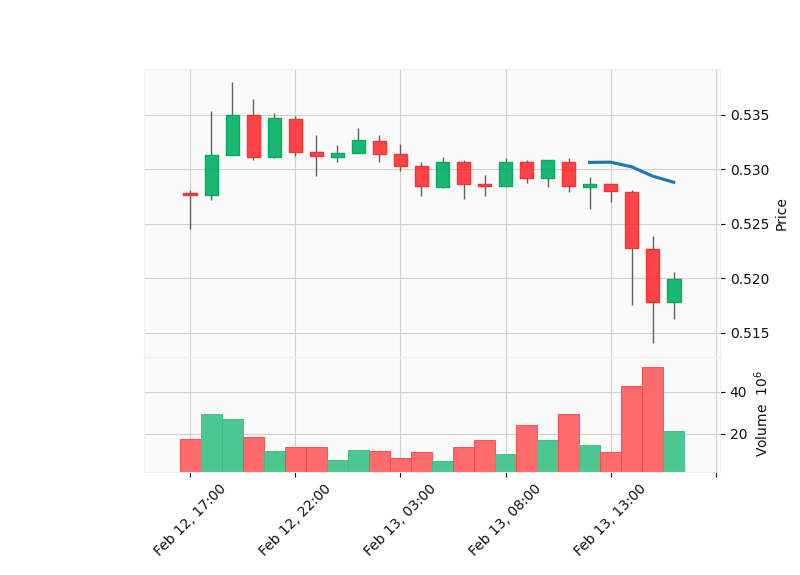 0.535
0.530
0.525
0.520
0.515
Price
40
20
Volume 10⁶
Feb 12, 17:00
Feb 12, 22:00
Feb 13, 03:00
Feb 13, 08:00
Feb 13, 13:00